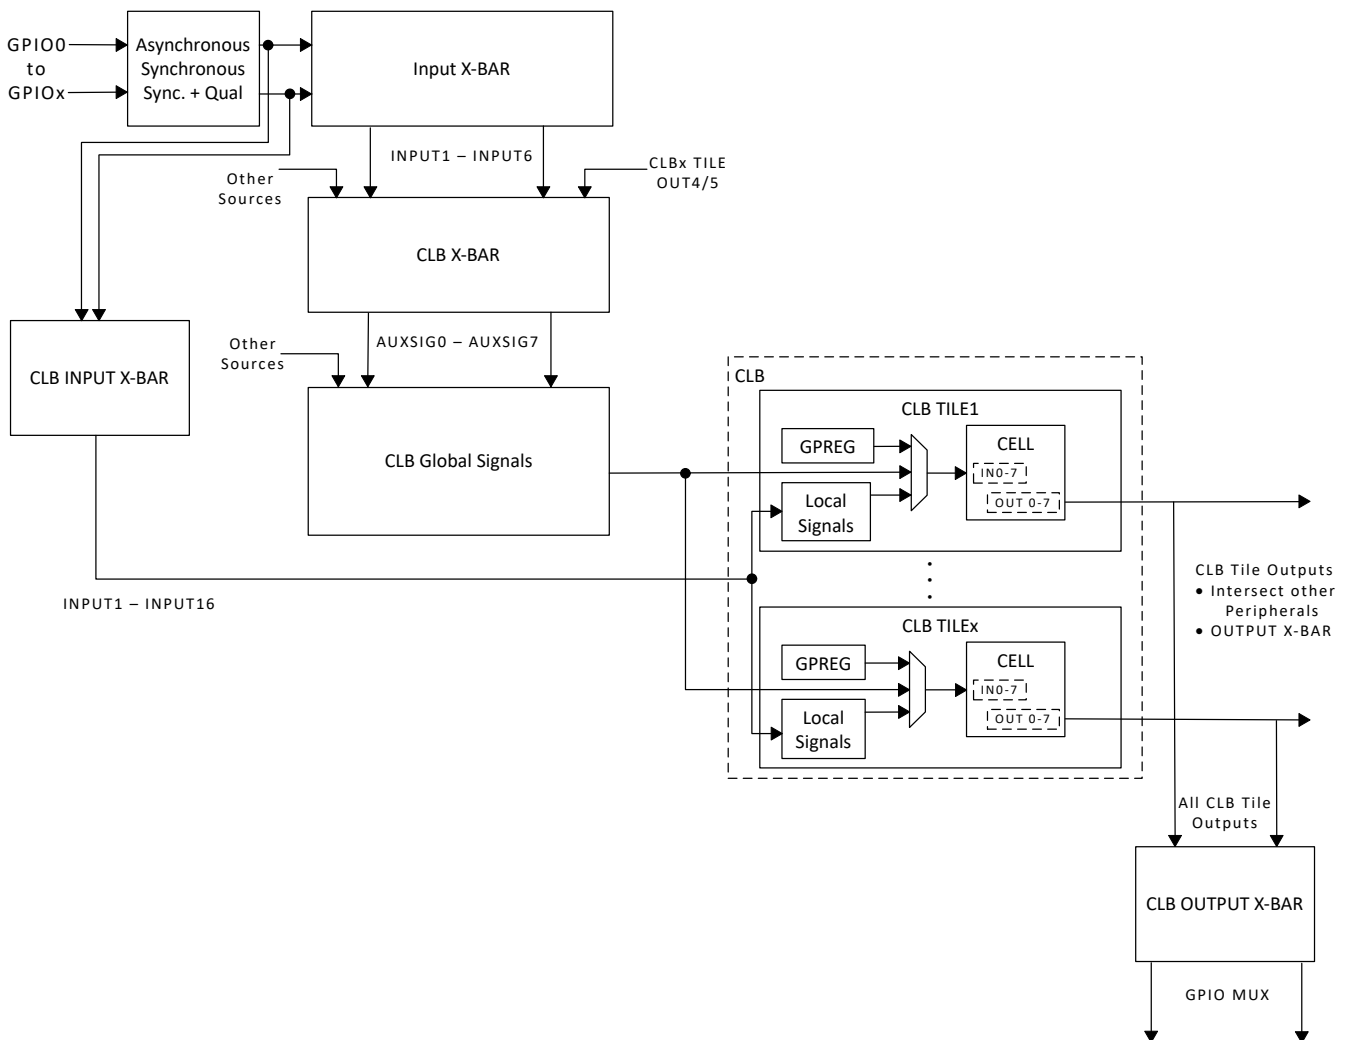 GPIO0
to
GPIOx
Asynchronous
Synchronous
Sync. + Qual
Input X-BAR
INPUT1 – INPUT6
Other
Sources
CLBx TILE
OUT4/5
CLB X-BAR
AUXSIG0 – AUXSIG7
Other
Sources
CLB INPUT X-BAR
CLB Global Signals
INPUT1 – INPUT16
CLB
CLB TILE1
GPREG
Local
Signals
CELL
IN0-7
OUT 0-7
CLB TILEx
GPREG
Local
Signals
CELL
IN0-7
OUT 0-7
CLB Tile Outputs
• Intersect other
Peripherals
• OUTPUT X-BAR
All CLB Tile
Outputs
CLB OUTPUT X-BAR
GPIO MUX